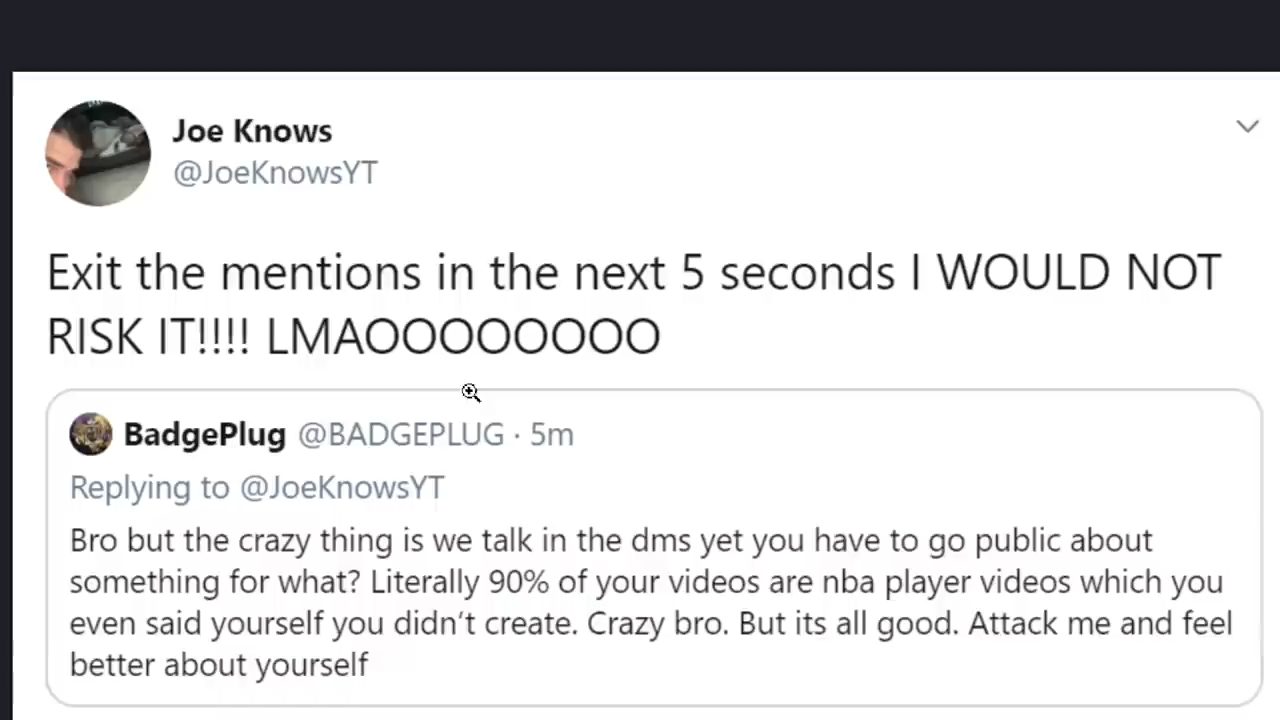 Joe Knows
@JoeKnowsYT
Exit the mentions in the next 5 seconds I WOULD NOT
RISK IT!!!! LMAOOOOOOOO
BadgePlug @BADGEPLUG · 5m
Replying to @JoeKnowsYT
Bro but the crazy thing is we talk in the dms yet you have to go public about
something for what? Literally 90% of your videos are nba player videos which you
even said yourself you didn’t create. Crazy bro. But its all good. Attack me and feel
better about yourself